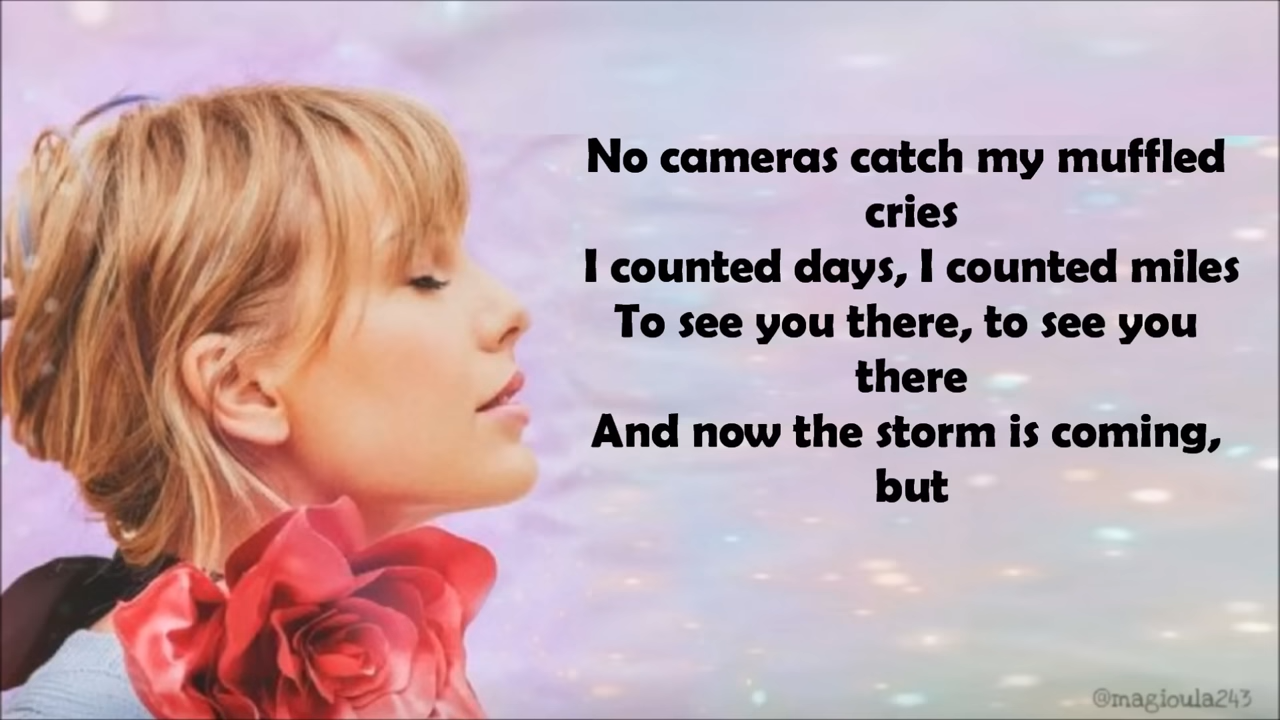 No cameras catch my muffled
cries
I counted days, I counted miles
To see you there, to see you
there
And now the storm is coming,
but
@magioula243